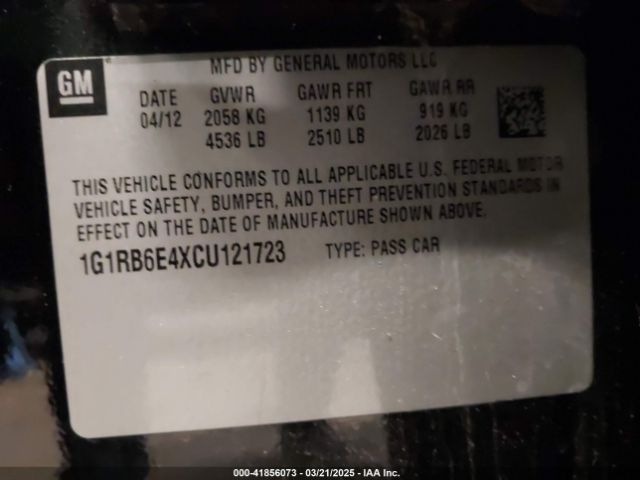 GM
MFD BY GENERAL MOTORS LLC
DATE GVWR GAWR FRT GAWR RR
04/12 2058 KG 1139 KG 919 KG
4536 LB 2510 LB 2026 LB
THIS VEHICLE CONFORMS TO ALL APPLICABLE U.S. FEDERAL MOTOR
VEHICLE SAFETY, BUMPER, AND THEFT PREVENTION STANDARDS IN
EFFECT ON THE DATE OF MANUFACTURE SHOWN ABOVE.
1G1RB6E4XCU121723 TYPE: PASS CAR
000-41856073 - 03/21/2025 - IAA Inc.